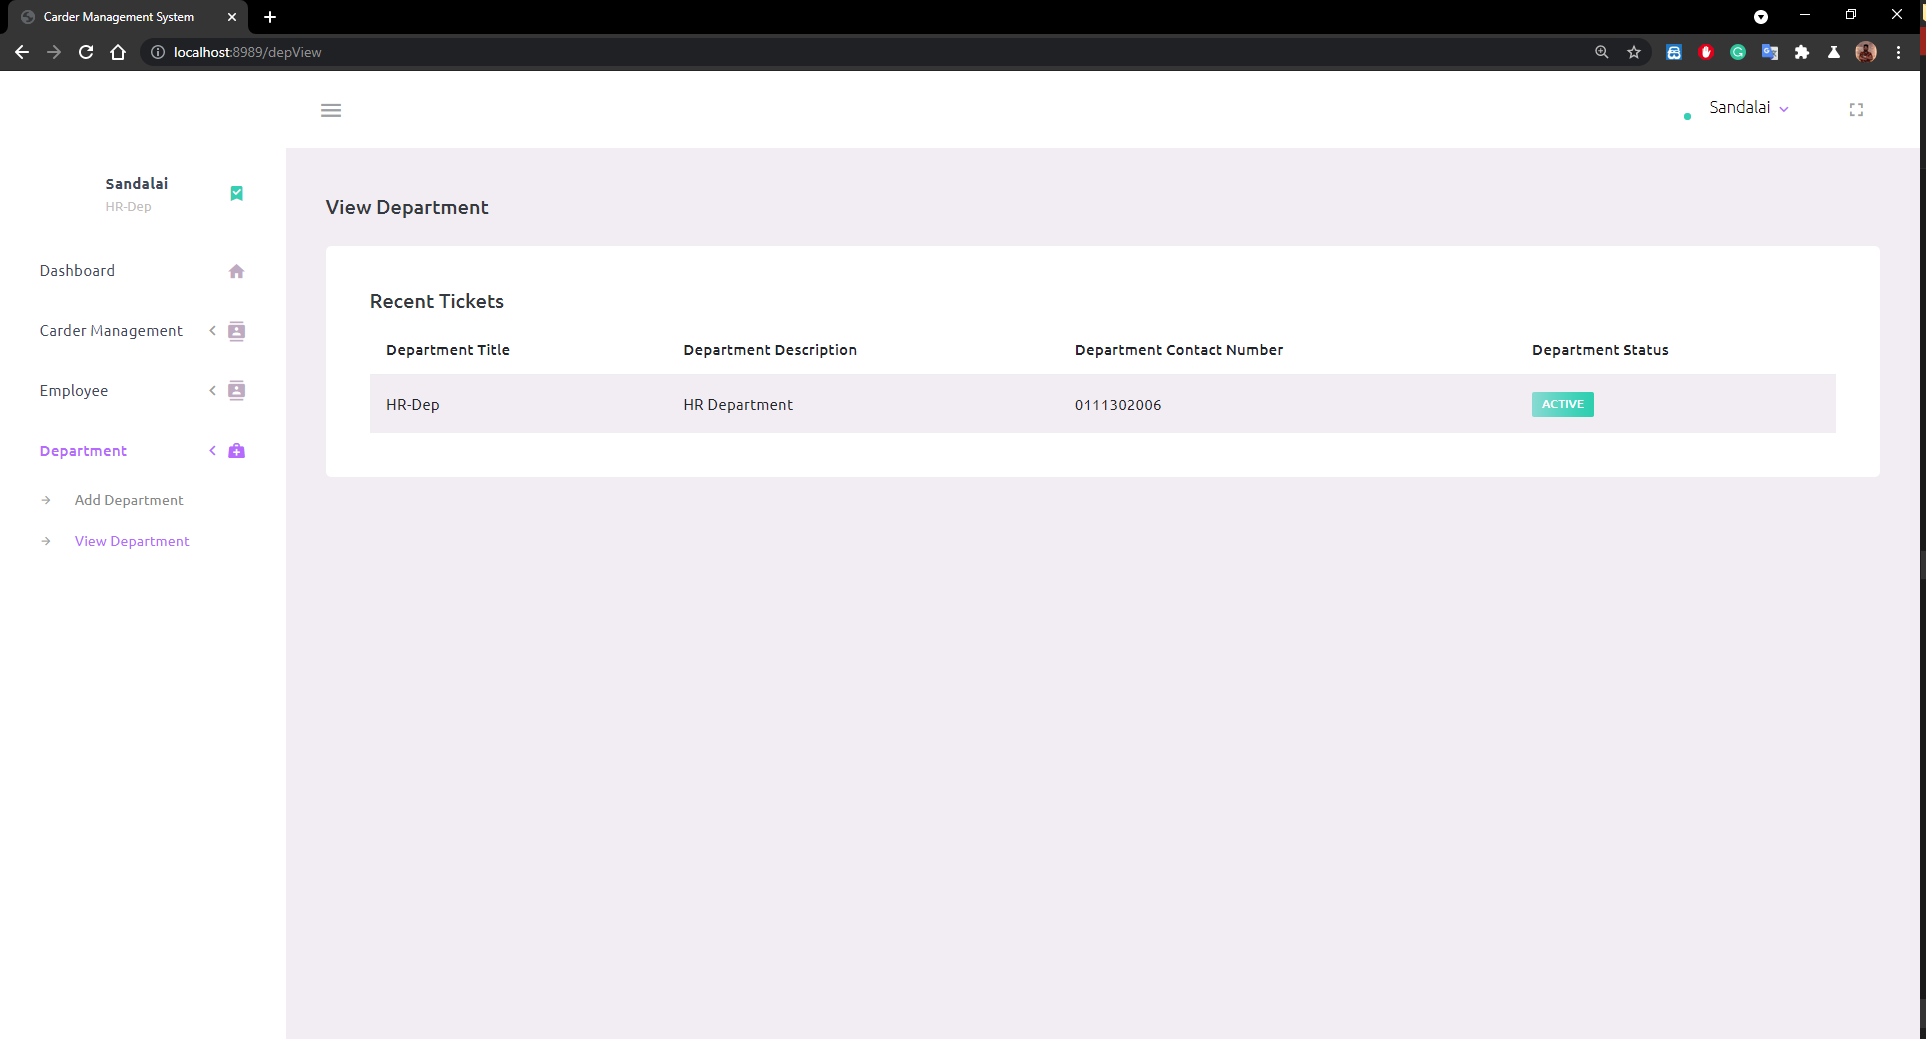 Carder Management System
localhost:8989/depView
Sandalai
Sandalai
HR-Dep
Dashboard
Carder Management
Employee
Department
Add Department
View Department
View Department
Recent Tickets
Department Title Department Description Department Contact Number Department Status
HR-Dep HR Department 0111302006 ACTIVE